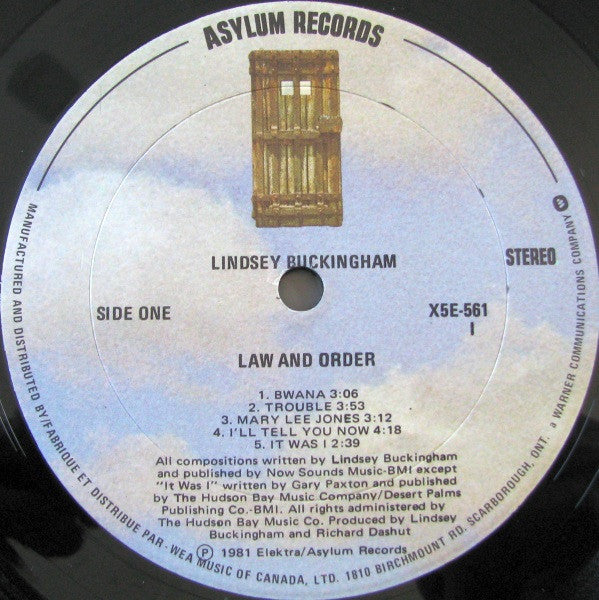 ASYLUM RECORDS
LINDSEY BUCKINGHAM
STEREO
SIDE ONE
X5E-561
1
LAW AND ORDER
1. BWANA 3:06
2. TROUBLE 3:53
3. MARY LEE JONES 3:12
4. I'LL TELL YOU NOW 4:18
5. IT WAS I 2:39
All compositions written by Lindsey Buckingham
and published by Now Sounds Music-BMI except
"It Was I" written by Gary Paxton and published
by The Hudson Bay Music Company/Desert Palms
Publishing Co.-BMI. All rights administered by
The Hudson Bay Music Co. Produced by Lindsey
Buckingham and Richard Dashut
℗ 1981 Elektra/Asylum Records
MANUFACTURED AND DISTRIBUTED BY/FABRIQUE ET DISTRIBUE PAR - WEA MUSIC OF CANADA, LTD. 1810 BIRCHMOUNT RD. SCARBOROUGH, ONT. a WARNER COMMUNICATIONS COMPANY